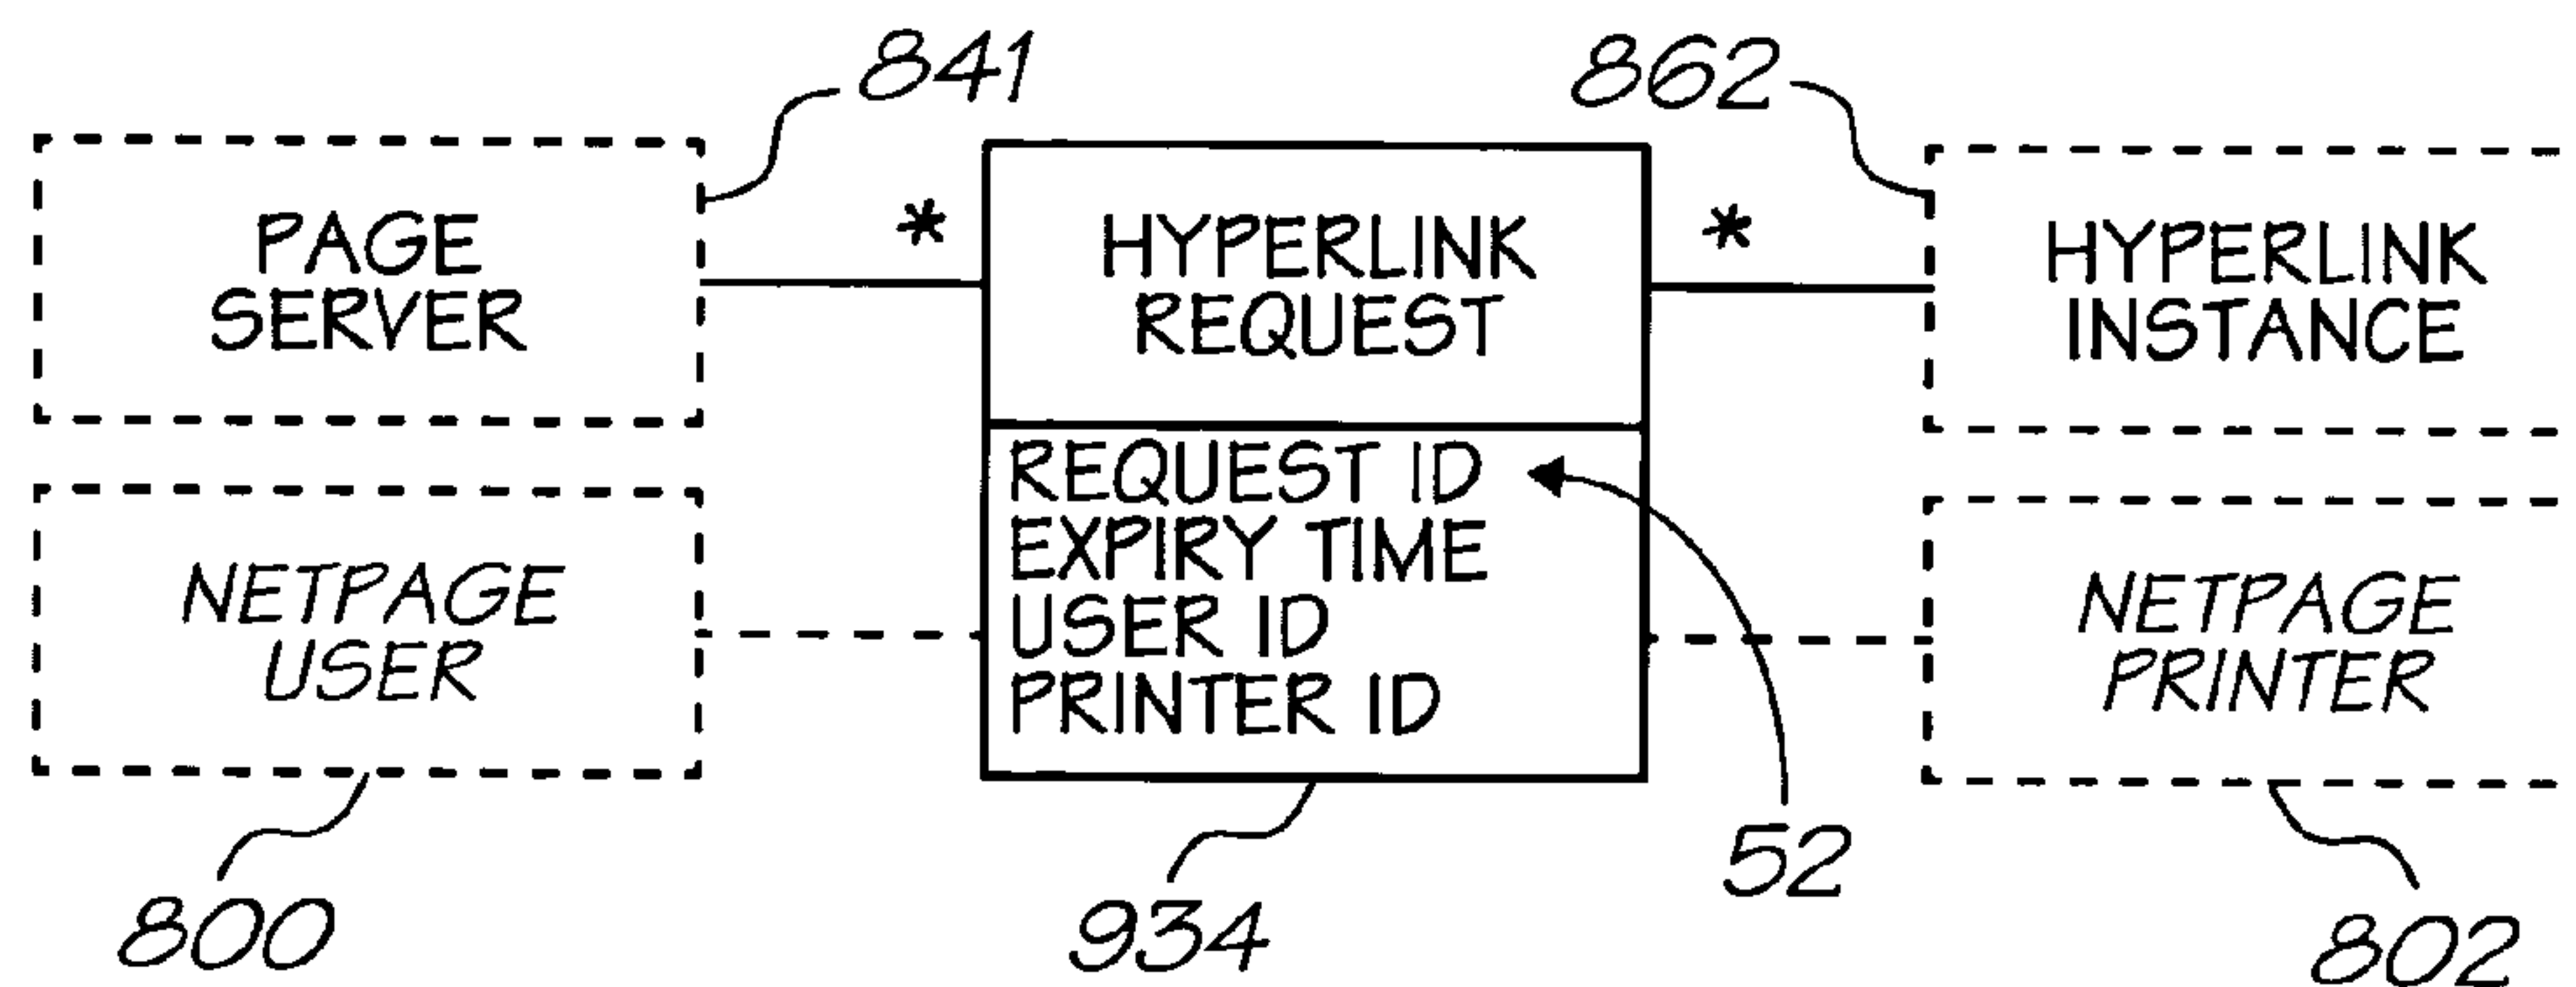 841
862
PAGE
SERVER
*
HYPERLINK
REQUEST
*
HYPERLINK
INSTANCE
REQUEST ID
EXPIRY TIME
USER ID
PRINTER ID
NETPAGE
USER
NETPAGE
PRINTER
52
800
934
802